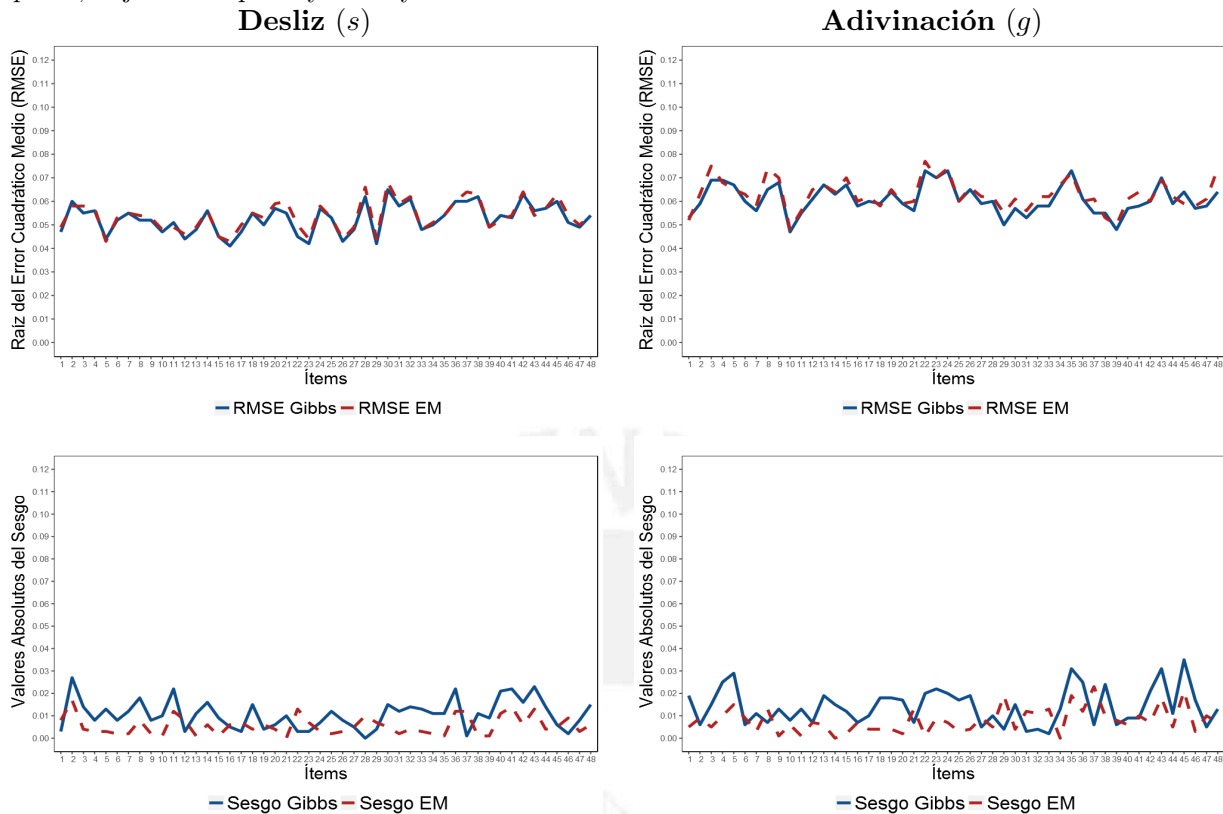 Desliz (s)
Adivinación (g)
Raíz del Error Cuadrático Medio (RMSE)
0.12
0.11
0.10
0.09
0.08
0.07
0.06
0.05
0.04
0.03
0.02
0.01
0.00
1 2 3 4 5 6 7 8 9 10 11 12 13 14 15 16 17 18 19 20 21 22 23 24 25 26 27 28 29 30 31 32 33 34 35 36 37 38 39 40 41 42 43 44 45 46 47 48
Ítems
RMSE Gibbs RMSE EM
Raíz del Error Cuadrático Medio (RMSE)
0.12
0.11
0.10
0.09
0.08
0.07
0.06
0.05
0.04
0.03
0.02
0.01
0.00
1 2 3 4 5 6 7 8 9 10 11 12 13 14 15 16 17 18 19 20 21 22 23 24 25 26 27 28 29 30 31 32 33 34 35 36 37 38 39 40 41 42 43 44 45 46 47 48
Ítems
RMSE Gibbs RMSE EM
Valores Absolutos del Sesgo
0.12
0.11
0.10
0.09
0.08
0.07
0.06
0.05
0.04
0.03
0.02
0.01
0.00
1 2 3 4 5 6 7 8 9 10 11 12 13 14 15 16 17 18 19 20 21 22 23 24 25 26 27 28 29 30 31 32 33 34 35 36 37 38 39 40 41 42 43 44 45 46 47 48
Ítems
Sesgo Gibbs Sesgo EM
Valores Absolutos del Sesgo
0.12
0.11
0.10
0.09
0.08
0.07
0.06
0.05
0.04
0.03
0.02
0.01
0.00
1 2 3 4 5 6 7 8 9 10 11 12 13 14 15 16 17 18 19 20 21 22 23 24 25 26 27 28 29 30 31 32 33 34 35 36 37 38 39 40 41 42 43 44 45 46 47 48
Ítems
Sesgo Gibbs Sesgo EM